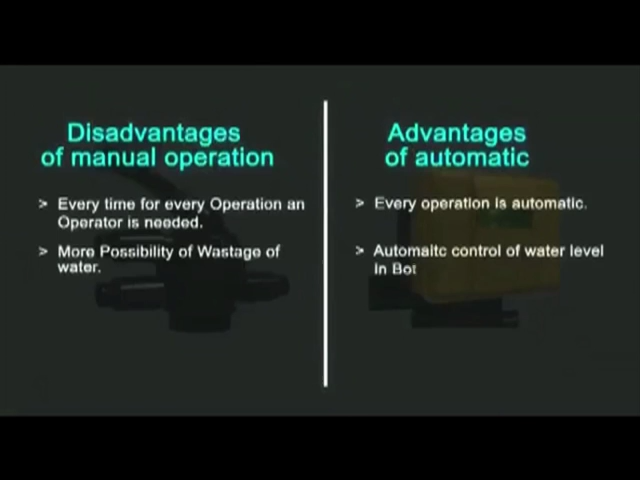 Disadvantages
of manual operation
> Every time for every Operation an
Operator is needed.
> More Possibility of Wastage of
water.
Advantages
of automatic
> Every operation is automatic.
> Automaitc control of water level
in Bot